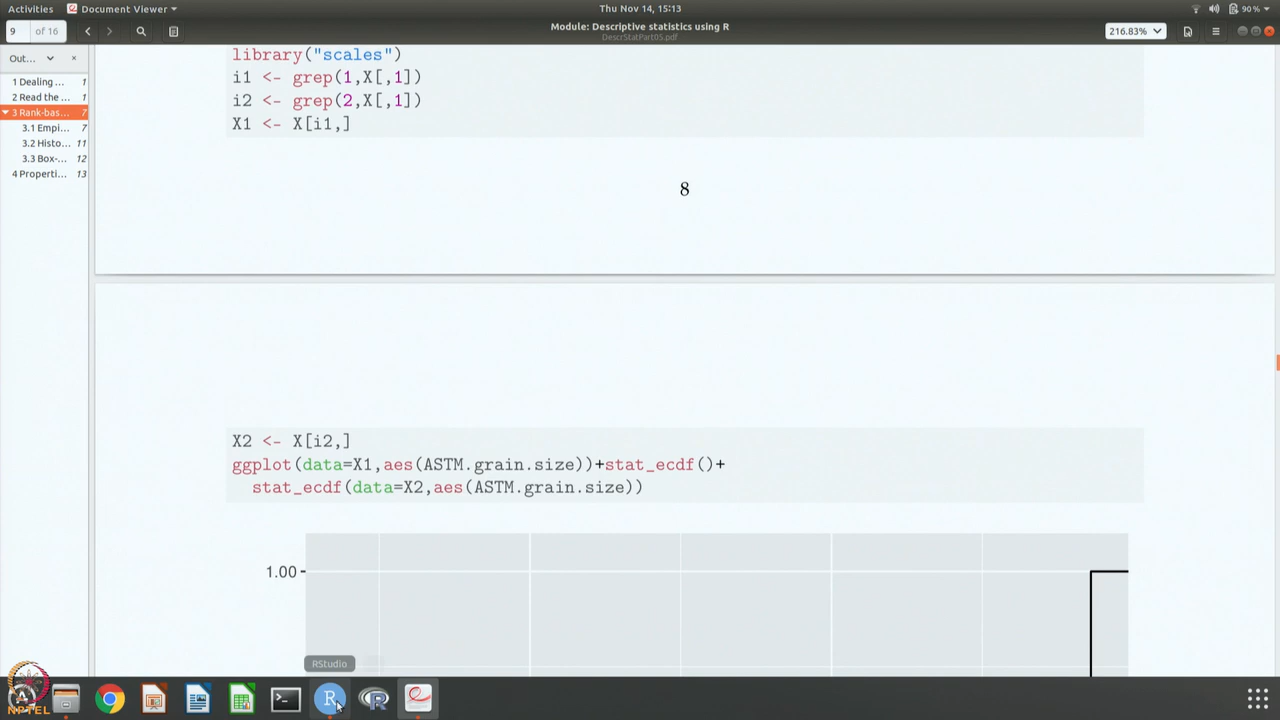 Activities
Document Viewer
Thu Nov 14, 15:13
90 %
9
of 16
Module: Descriptive statistics using R
DescrStatPart05.pdf
216.83%
Out...
1 Dealing ... 1
2 Read the ... 1
3 Rank-bas... 7
3.1 Empi... 7
3.2 Histo... 11
3.3 Box-... 12
4 Properti... 13
library("scales")
i1 <- grep(1,X[,1])
i2 <- grep(2,X[,1])
X1 <- X[i1,]
8
X2 <- X[i2,]
ggplot(data=X1,aes(ASTM.grain.size))+stat_ecdf()+
stat_ecdf(data=X2,aes(ASTM.grain.size))
1.00
RStudio
NPTEL